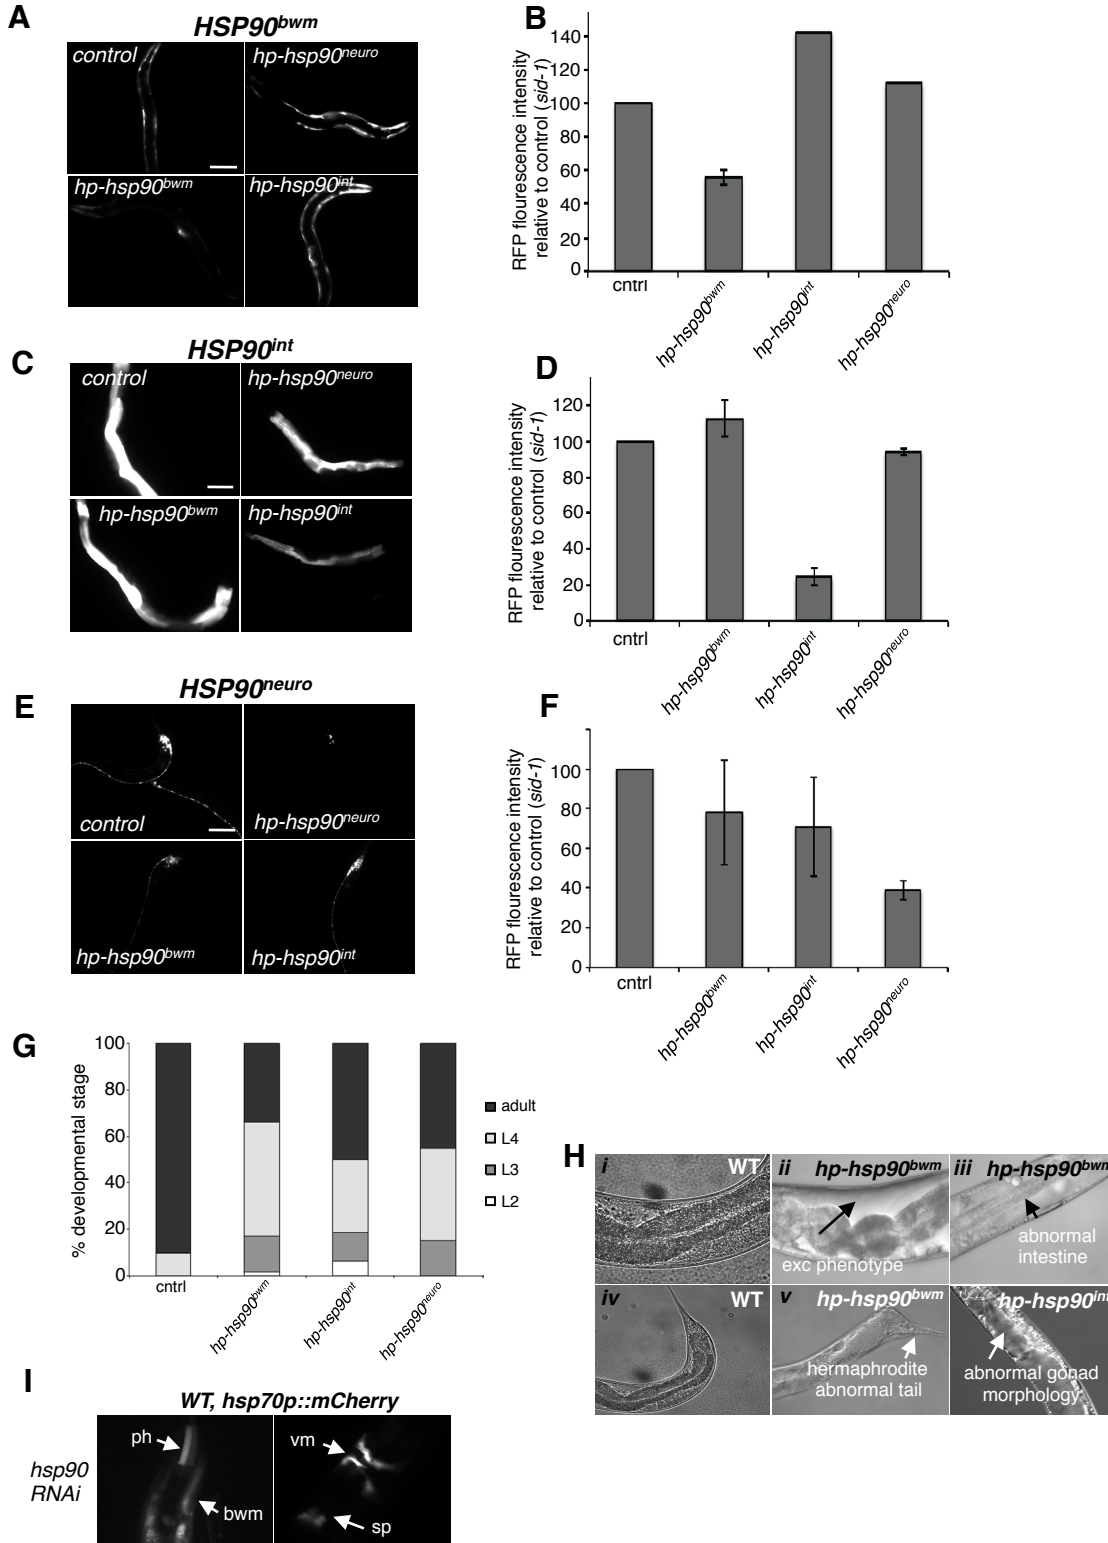 A
HSP90bwm
control
hp-hsp90neuro
hp-hsp90bwm
hp-hsp90int
B
RFP flourescence intensity
relative to control (sid-1)
140
120
100
80
60
40
20
0
cntrl
hp-hsp90bwm
hp-hsp90int
hp-hsp90neuro
C
HSP90int
control
hp-hsp90neuro
hp-hsp90bwm
hp-hsp90int
D
RFP flourescence intensity
relative to control (sid-1)
120
100
80
60
40
20
0
cntrl
hp-hsp90bwm
hp-hsp90int
hp-hsp90neuro
E
HSP90neuro
control
hp-hsp90neuro
hp-hsp90bwm
hp-hsp90int
F
RFP flourescence intensity
relative to control (sid-1)
100
80
60
40
20
0
cntrl
hp-hsp90bwm
hp-hsp90int
hp-hsp90neuro
G
% developmental stage
100
80
60
40
20
0
cntrl
hp-hsp90bwm
hp-hsp90int
hp-hsp90neuro
adult
L4
L3
L2
H
i
WT
ii
hp-hsp90bwm
exc phenotype
iii
hp-hsp90bwm
abnormal
intestine
iv
WT
v
hp-hsp90bwm
hermaphrodite
abnormal tail
hp-hsp90int
abnormal gonad
morphology
I
WT, hsp70p::mCherry
hsp90
RNAi
ph
bwm
vm
sp